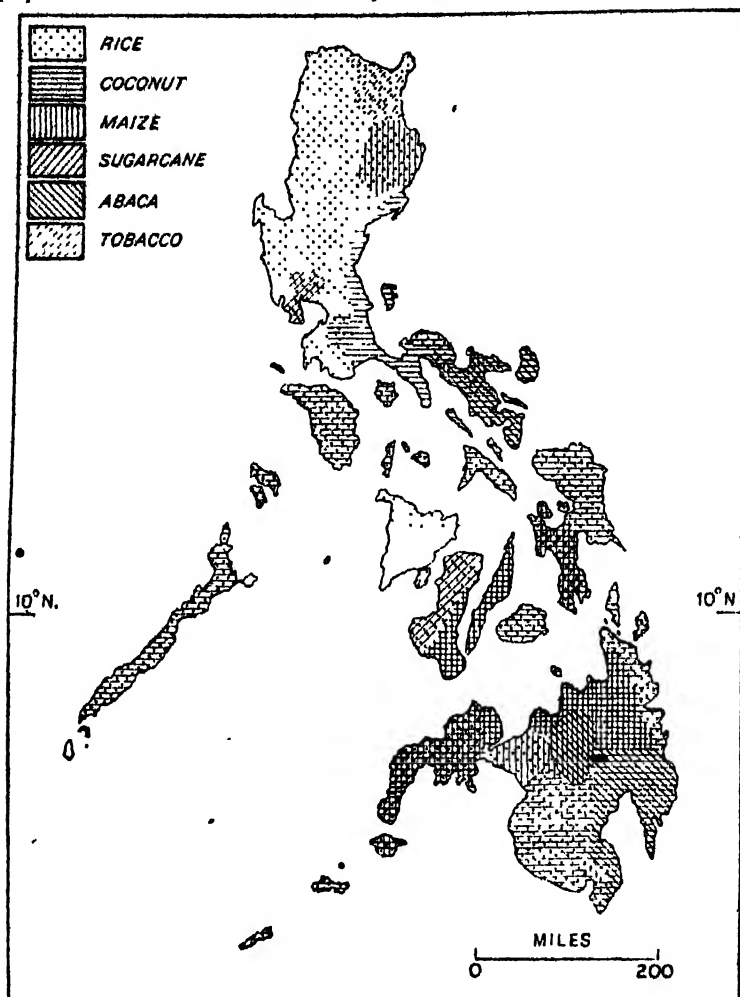 RICE
COCONUT
MAIZE
SUGARCANE
ABACA
TOBACCO
10°N.
10°N
MILES
0 200